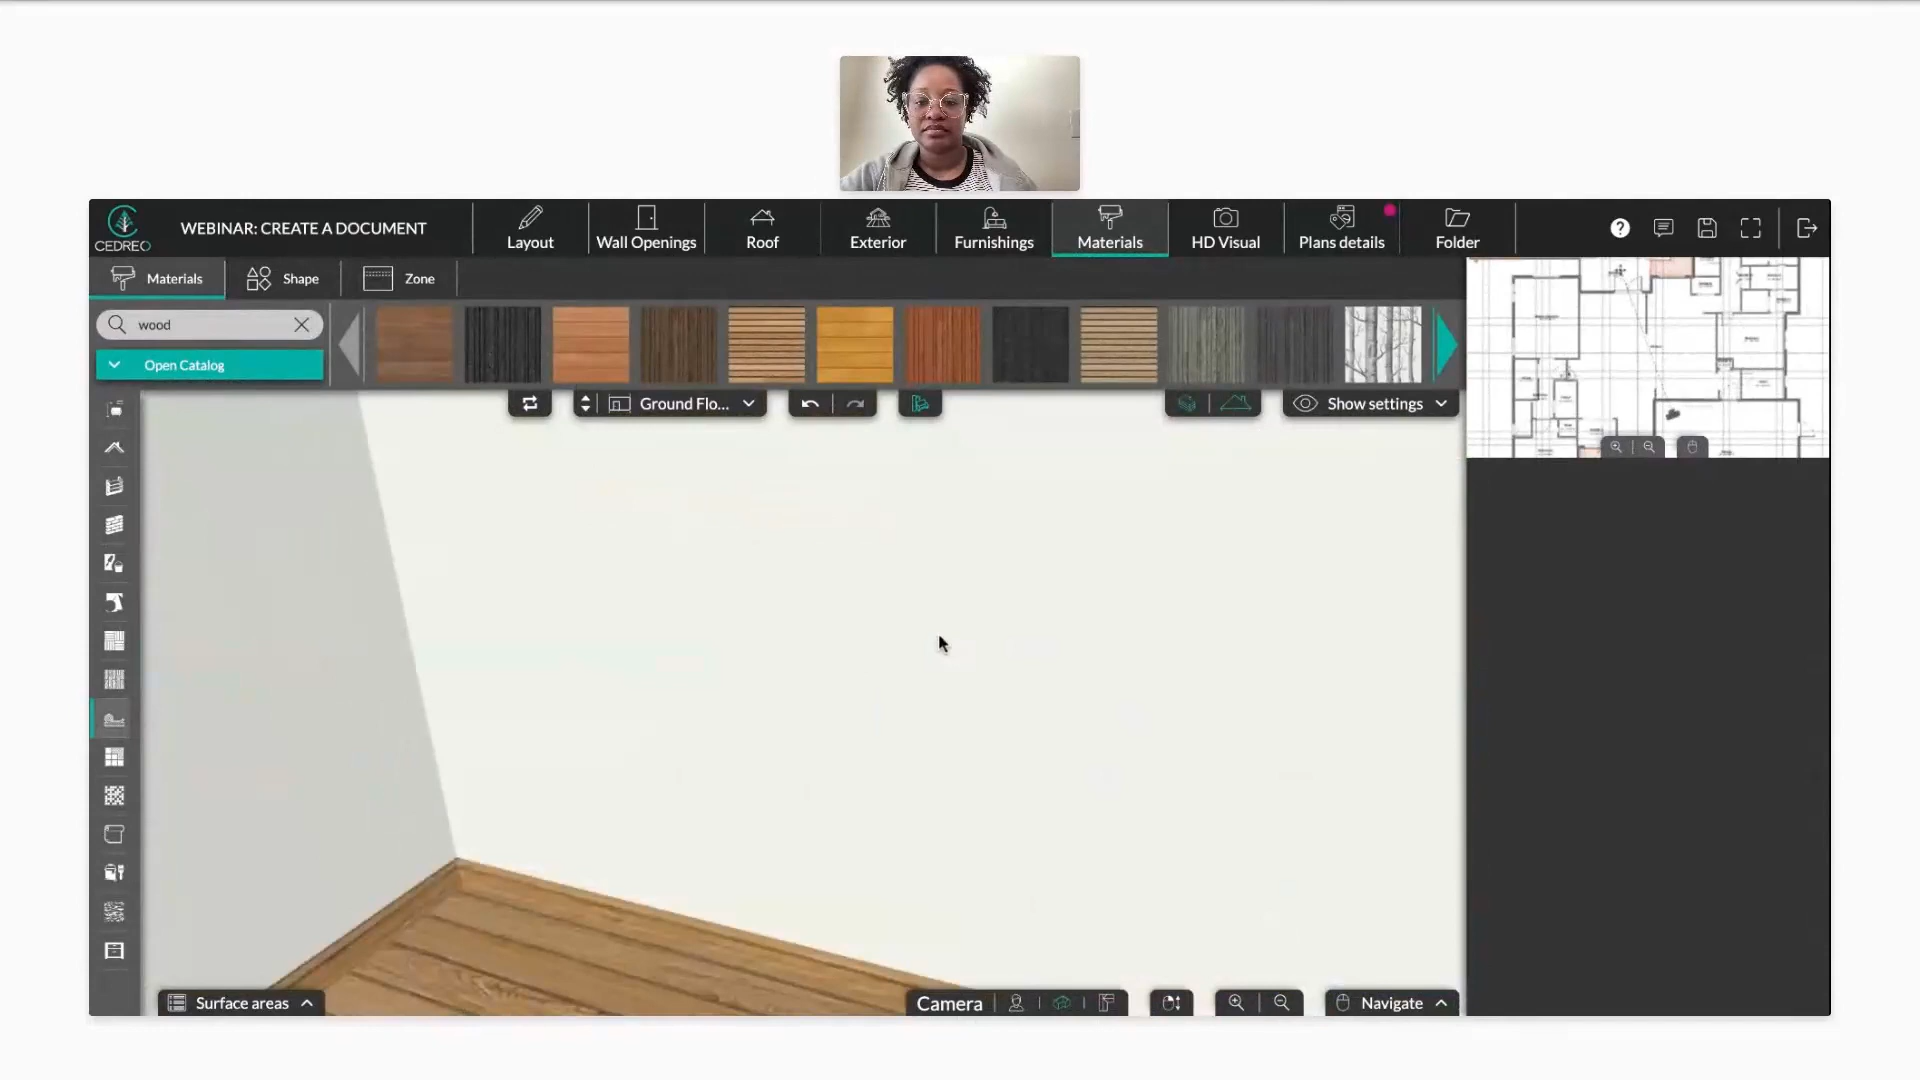 CEDREO
WEBINAR: CREATE A DOCUMENT
Layout
Wall Openings
Roof
Exterior
Furnishings
Materials
HD Visual
Plans details
Folder
Materials
Shape
Zone
wood
Open Catalog
Ground Flo...
Show settings
Surface areas
Camera
Navigate